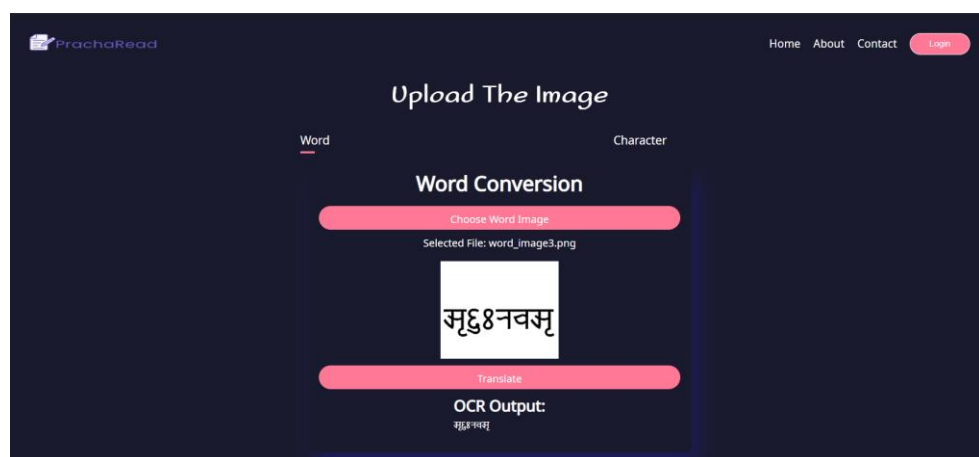 PrachaRead
Home About Contact Login
Upload The Image
Word Character
Word Conversion
Choose Word Image
Selected File: word_image3.png
Translate
OCR Output: